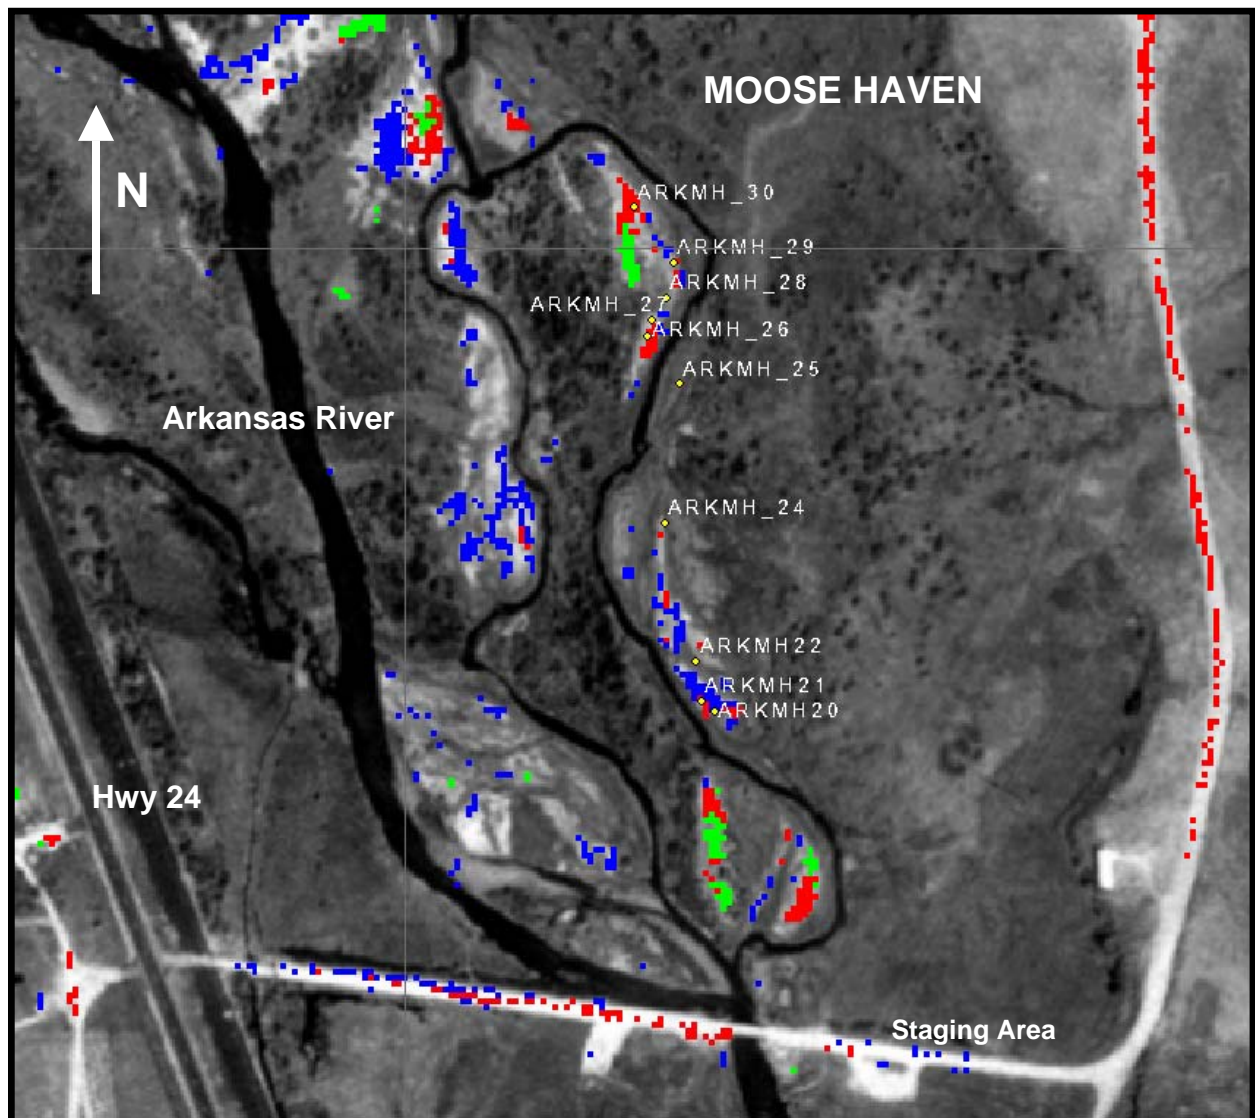 MOOSE HAVEN
N
ARKMH_30
ARKMH_29
ARKMH_28
ARKMH_27
ARKMH_26
ARKMH_25
Arkansas River
ARKMH_24
ARKMH22
ARKMH21
ARKMH20
Hwy 24
Staging Area